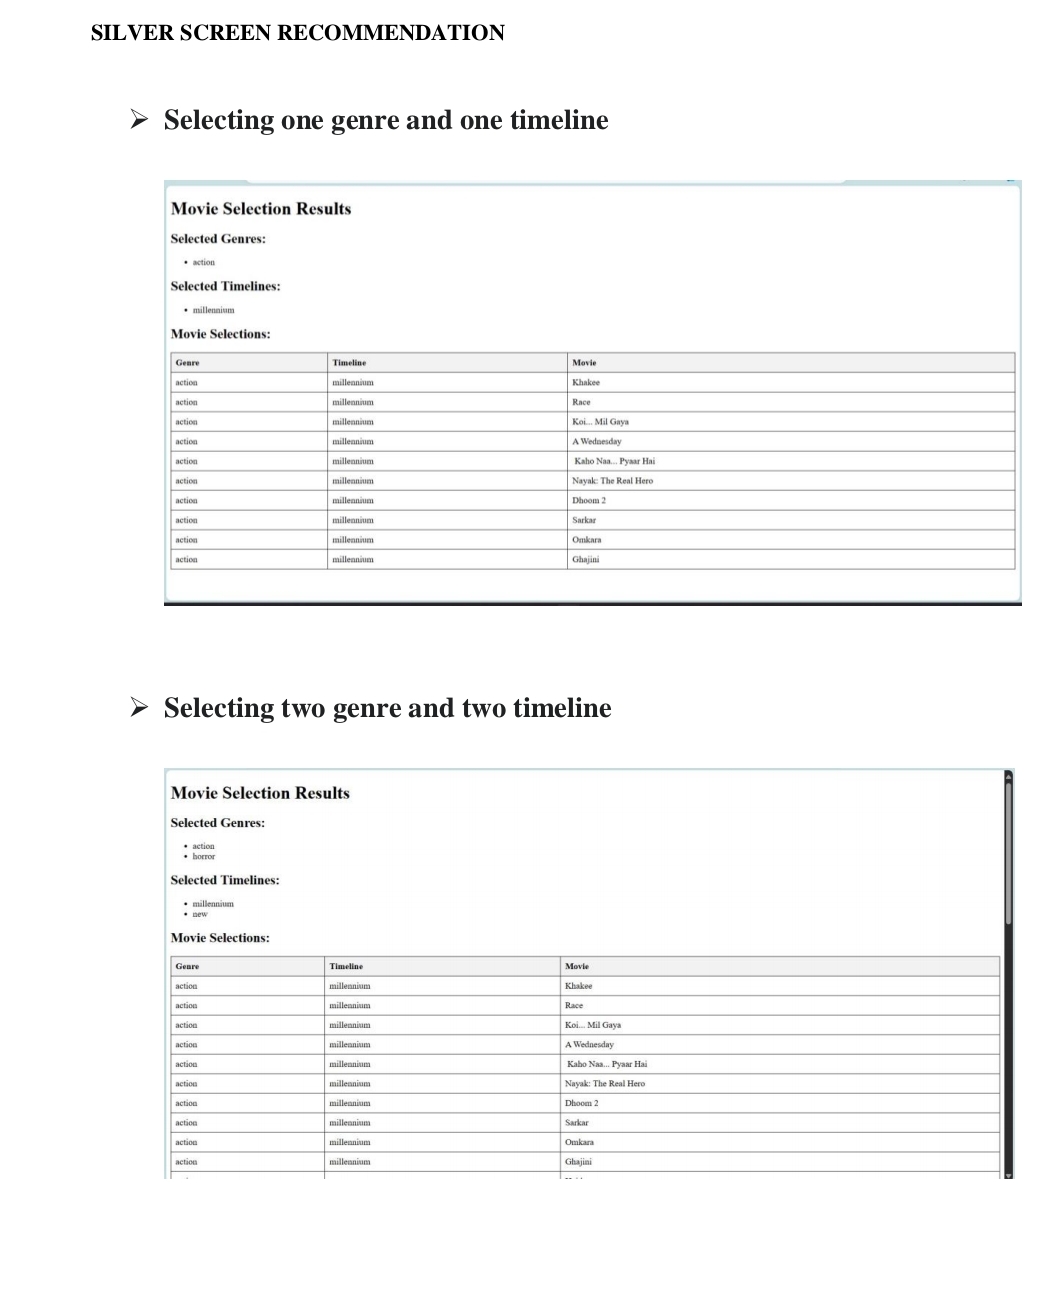 SILVER SCREEN RECOMMENDATION
➢ Selecting one genre and one timeline
Movie Selection Results
Selected Genres:
• action
Selected Timelines:
• millennium
Movie Selections:
Genre Timeline Movie
action millennium Khakee
action millennium Race
action millennium Koi... Mil Gaya
action millennium A Wednesday
action millennium Kaho Naa... Pyaar Hai
action millennium Nayak: The Real Hero
action millennium Dhoom 2
action millennium Sarkar
action millennium Omkara
action millennium Ghajini
➢ Selecting two genre and two timeline
Movie Selection Results
Selected Genres:
• action
• horror
Selected Timelines:
• millennium
• new
Movie Selections:
Genre Timeline Movie
action millennium Khakee
action millennium Race
action millennium Koi... Mil Gaya
action millennium A Wednesday
action millennium Kaho Naa... Pyaar Hai
action millennium Nayak: The Real Hero
action millennium Dhoom 2
action millennium Sarkar
action millennium Omkara
action millennium Ghajini